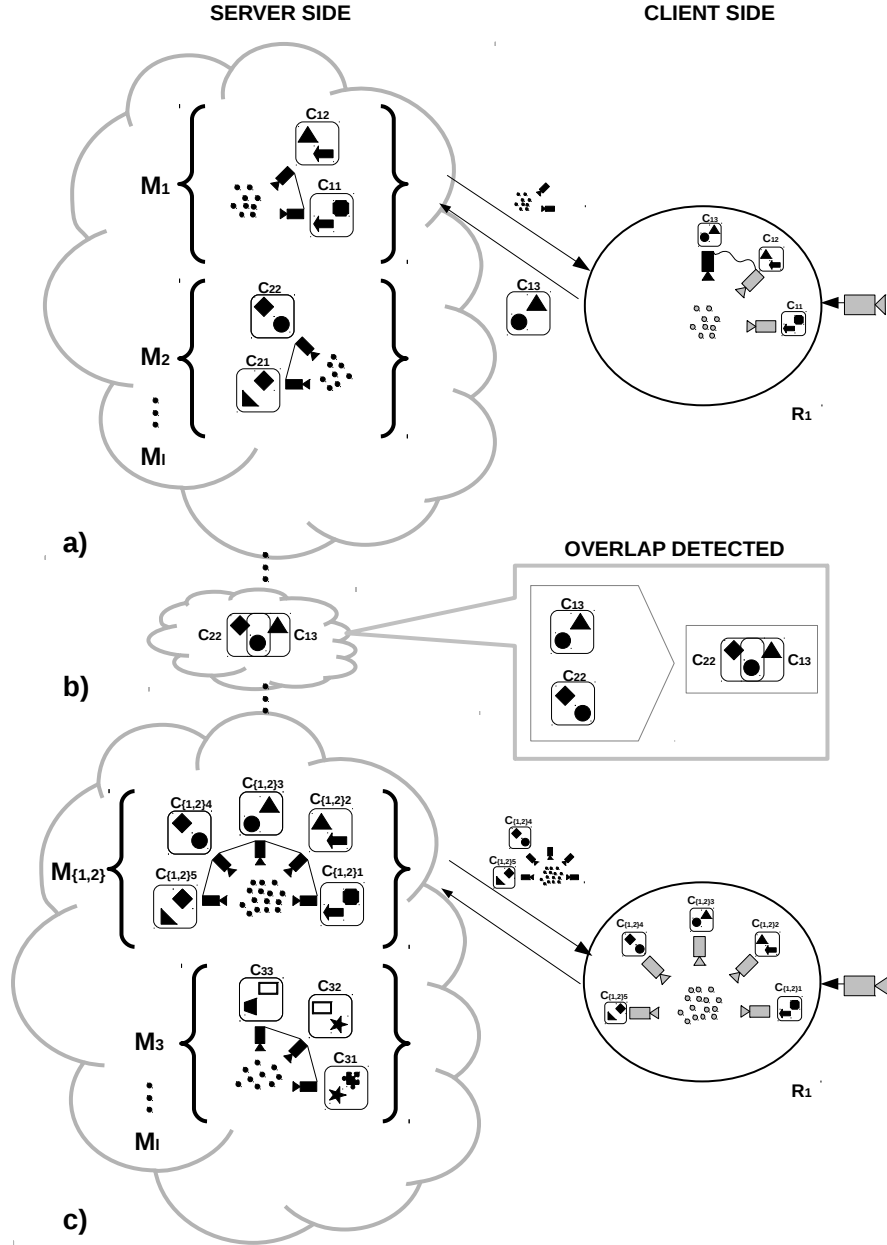 SERVER SIDE
CLIENT SIDE
C12
M1
C11
C13
C12
C11
C22
C13
M2
C21
R1
MI
a)
OVERLAP DETECTED
C13
C22 C13
C22 C13
C22
b)
C{1,2}3
C{1,2}4 C{1,2}2
C{1,2}4
M{1,2}
C{1,2}5 C{1,2}1
C{1,2}5
C{1,2}3
C{1,2}4 C{1,2}2
C{1,2}5 C{1,2}1
C33
C32
M3
C31
R1
MI
c)